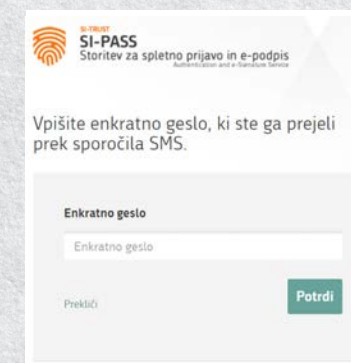 SI-TRUST
SI-PASS
Storitev za spletno prijavo in e-podpis
Authentication and e-Signature Service
Vpišite enkratno geslo, ki ste ga prejeli
prek sporočila SMS.
Enkratno geslo
Enkratno geslo
Prekliči
Potrdi